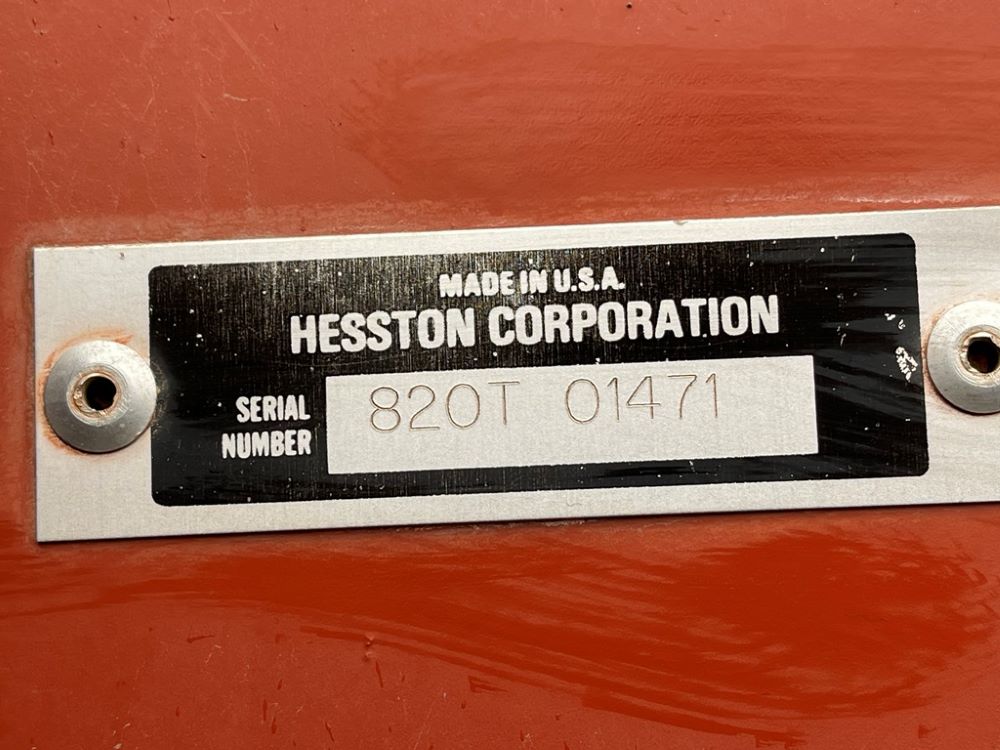 MADE IN U.S.A.
HESSTON CORPORATION
SERIAL NUMBER
820T 01471